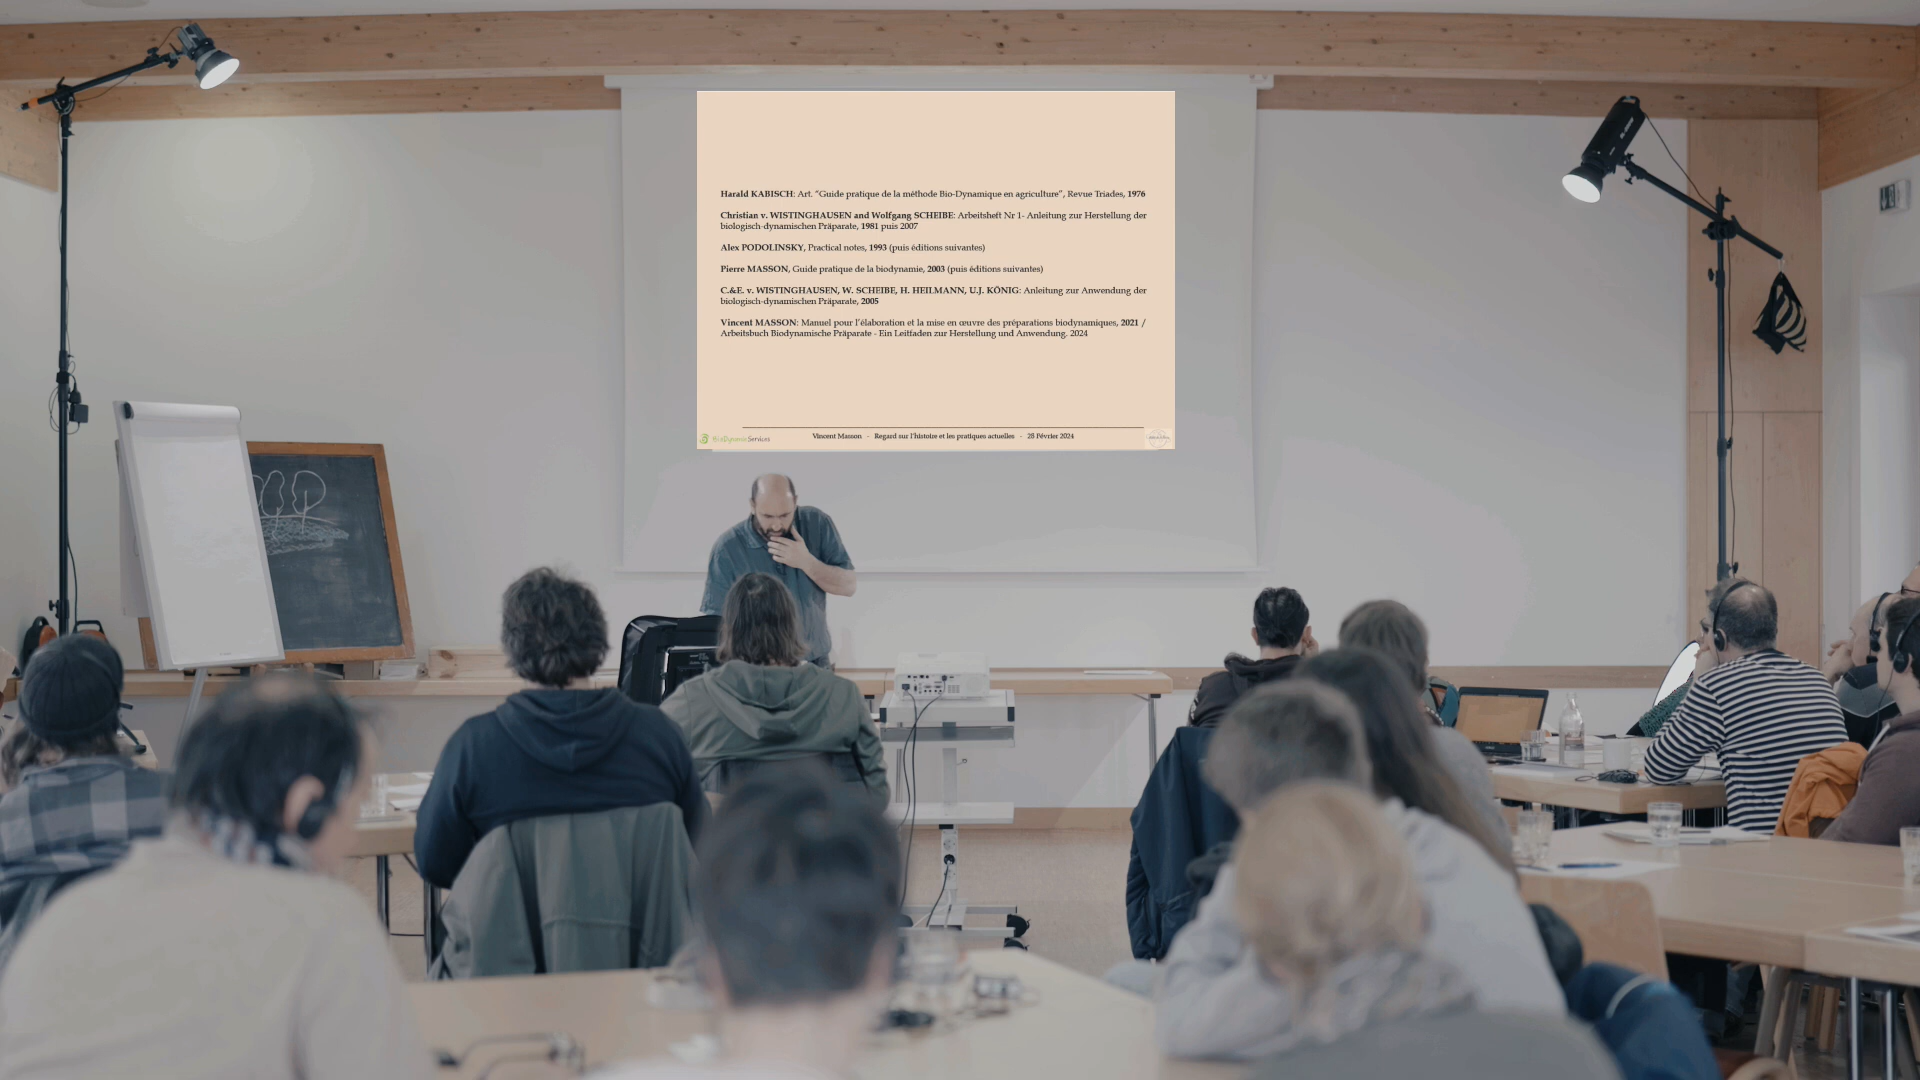 Harald KABISCH: Art. "Guide pratique de la méthode Bio-Dynamique en agriculture", Revue Triades, 1976
Christian v. WISTINGHAUSEN and Wolfgang SCHEIBE: Arbeitsheft Nr 1- Anleitung zur Herstellung der
biologisch-dynamischen Präparate, 1981 puis 2007
Alex PODOLINSKY, Practical notes, 1993 (puis éditions suivantes)
Pierre MASSON, Guide pratique de la biodynamie, 2003 (puis éditions suivantes)
C.&E. v. WISTINGHAUSEN, W. SCHEIBE, H. HEILMANN, U.J. KÖNIG: Anleitung zur Anwendung der
biologisch-dynamischen Präparate, 2005
Vincent MASSON: Manuel pour l'élaboration et la mise en œuvre des préparations biodynamiques, 2021 /
Arbeitsbuch Biodynamische Präparate - Ein Leitfaden zur Herstellung und Anwendung. 2024
BioDynamie Services
Vincent Masson - Regard sur l'histoire et les pratiques actuelles - 28 Février 2024